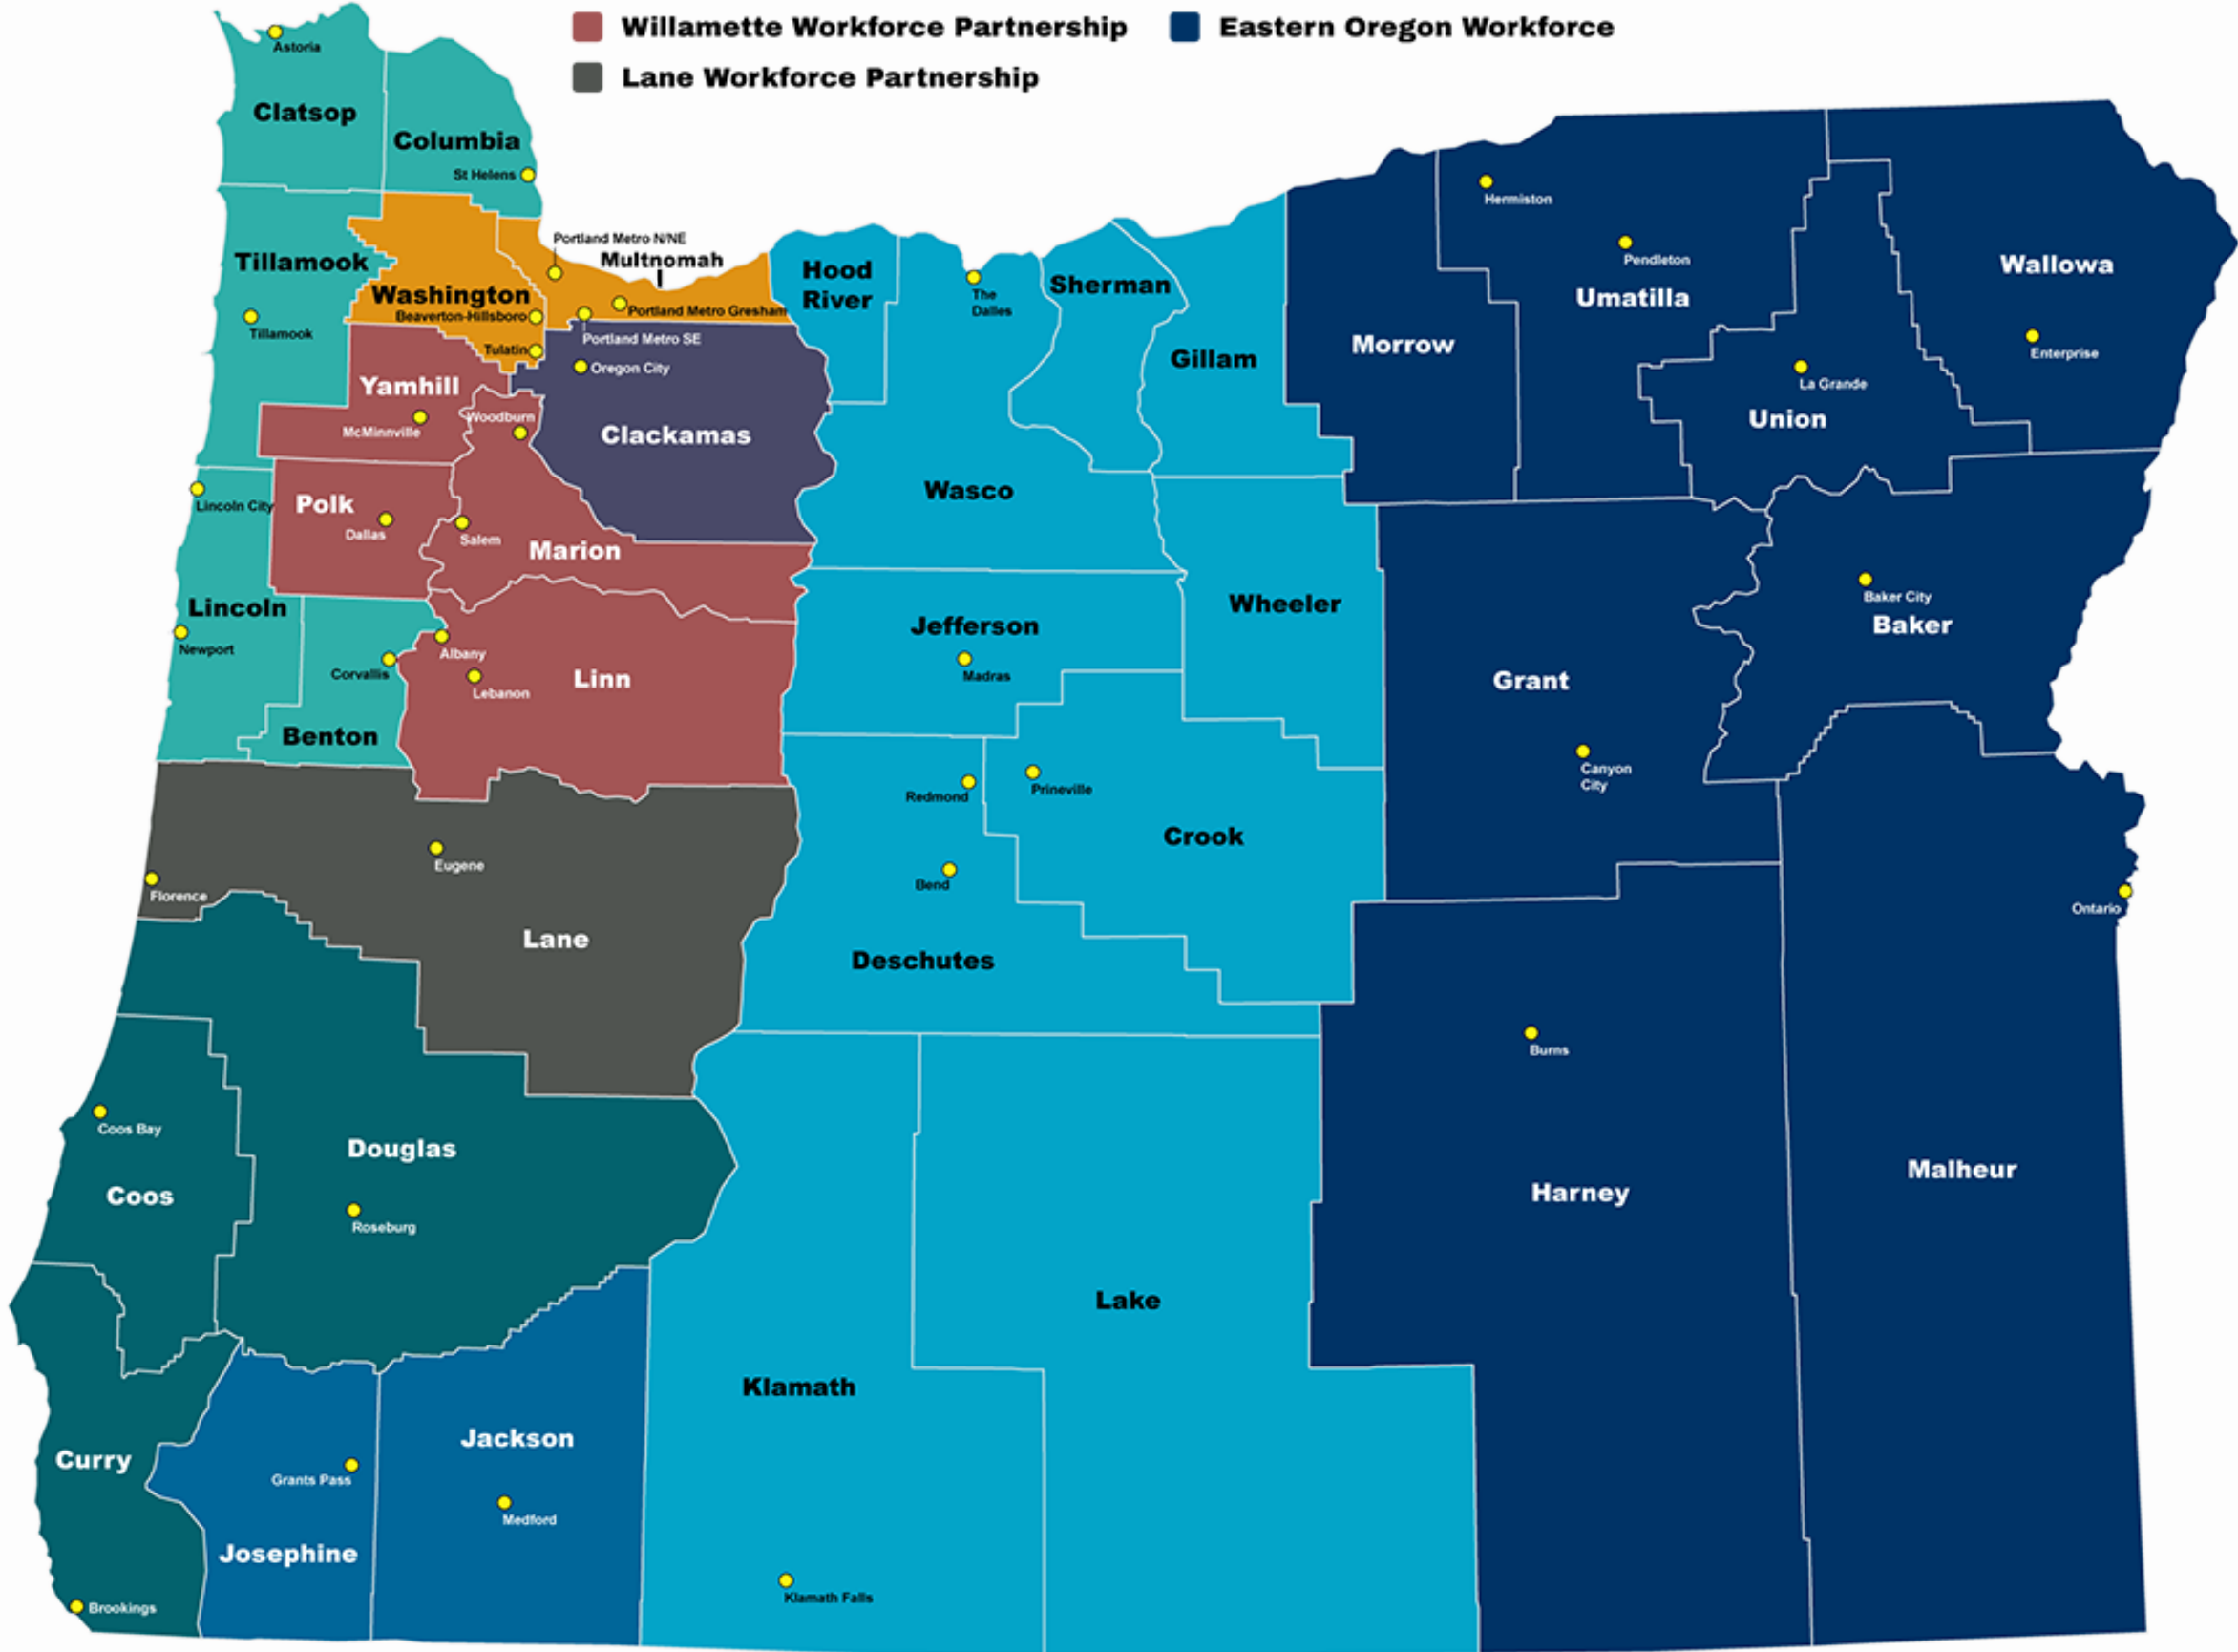 Willamette Workforce Partnership
Eastern Oregon Workforce
Lane Workforce Partnership
Astoria
Clatsop
Columbia
St Helens
Portland Metro N/NE
Multnomah
Tillamook
Washington
Beaverton-Hillsboro
Portland Metro Gresham
Tillamook
Portland Metro SE
Tulatin
Oregon City
Yamhill
McMinnville
Woodburn
Clackamas
Hood
River
The
Dalles
Sherman
Gillam
Morrow
Hermiston
Pendleton
Umatilla
Wallowa
Enterprise
La Grande
Union
Lincoln City
Polk
Dallas
Salem
Marion
Wasco
Lincoln
Newport
Corvallis
Albany
Lebanon
Linn
Benton
Jefferson
Madras
Wheeler
Grant
Canyon
City
Baker City
Baker
Redmond
Prineville
Crook
Bend
Deschutes
Eugene
Florence
Lane
Ontario
Burns
Harney
Malheur
Coos Bay
Coos
Douglas
Roseburg
Lake
Klamath
Klamath Falls
Curry
Brookings
Grants Pass
Josephine
Jackson
Medford